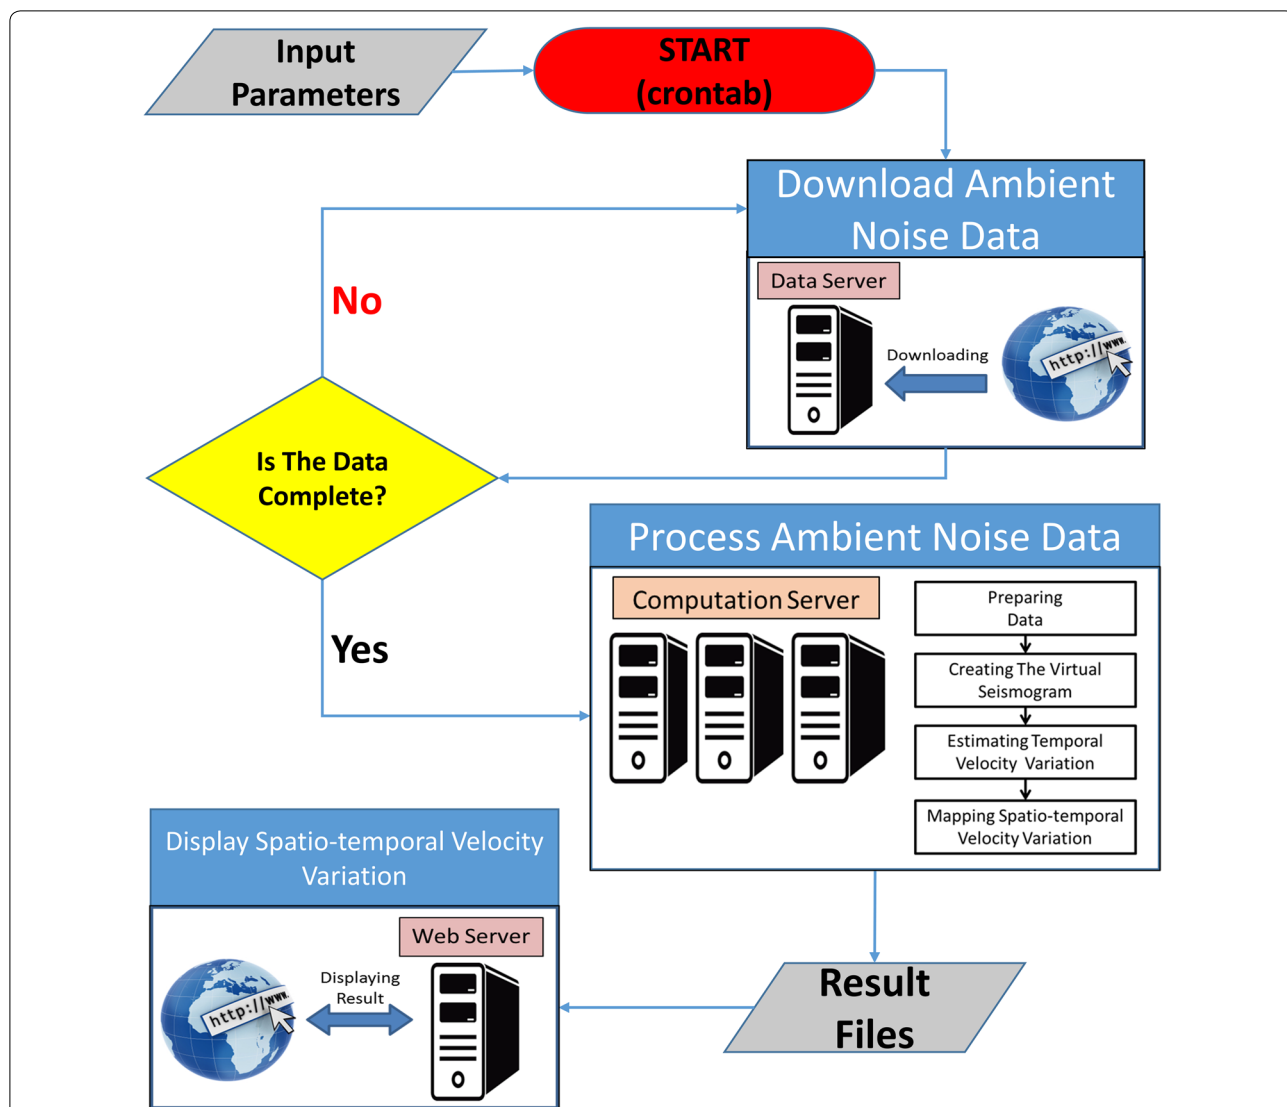 Input
Parameters
START
(crontab)
Download Ambient
Noise Data
Data Server
Downloading
http://www.
No
Is The Data
Complete?
Yes
Process Ambient Noise Data
Computation Server
Preparing
Data
Creating The Virtual
Seismogram
Estimating Temporal
Velocity Variation
Mapping Spatio-temporal
Velocity Variation
Result
Files
Display Spatio-temporal Velocity
Variation
Web Server
Displaying
Result
http://www.